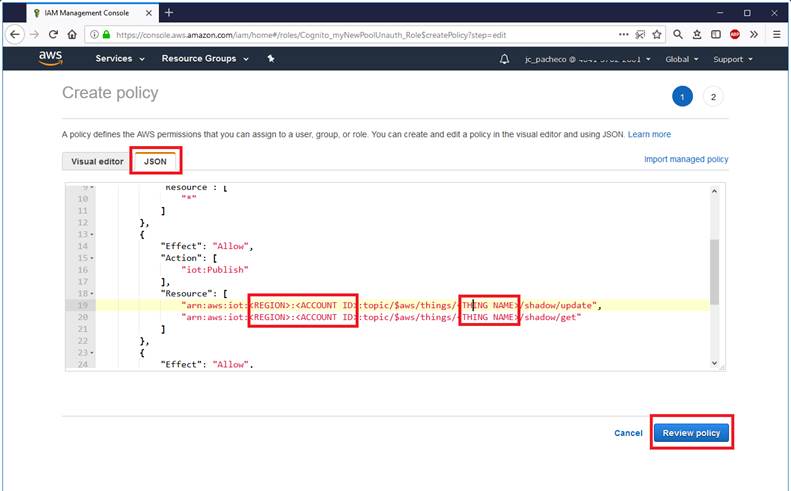 IAM Management Console
https://console.aws.amazon.com/iam/home#/roles/Cognito_myNewPoolUnauth_Role$createPolicy?step=edit
aws Services Resource Groups jc_pacheco @ Global Support
Create policy
1 2
A policy defines the AWS permissions that you can assign to a user, group, or role. You can create and edit a policy in the visual editor and using JSON. Learn more
Visual editor JSON Import managed policy
9 "Resource": [
10 "*"
11 ]
12 },
13 {
14 "Effect": "Allow",
15 "Action": [
16 "iot:Publish"
17 ],
18 "Resource": [
19 "arn:aws:iot:<REGION>:<ACCOUNT ID>:topic/$aws/things/<THING NAME>/shadow/update",
20 "arn:aws:iot:<REGION>:<ACCOUNT ID>:topic/$aws/things/<THING NAME>/shadow/get"
21 ]
22 },
23 {
24 "Effect": "Allow",
Cancel Review policy